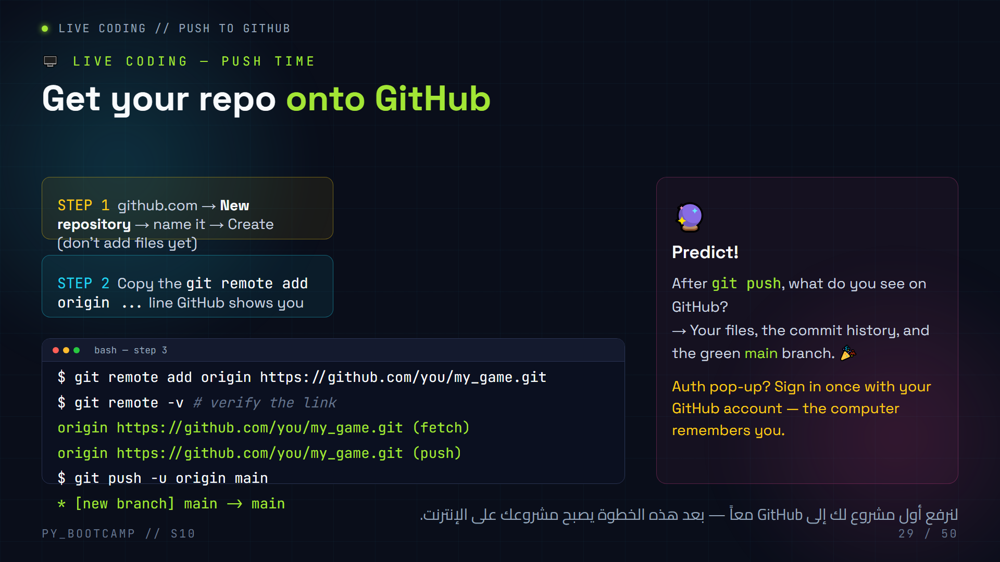 LIVE CODING // PUSH TO GITHUB
LIVE CODING — PUSH TIME
Get your repo onto GitHub
STEP 1 github.com → New
repository → name it → Create
(don't add files yet)
STEP 2 Copy the git remote add
origin ... line GitHub shows you
bash — step 3
$ git remote add origin https://github.com/you/my_game.git
$ git remote -v # verify the link
origin https://github.com/you/my_game.git (fetch)
origin https://github.com/you/my_game.git (push)
$ git push -u origin main
* [new branch] main -> main
Predict!
After git push, what do you see on
GitHub?
→ Your files, the commit history, and
the green main branch. 🎉
Auth pop-up? Sign in once with your
GitHub account — the computer
remembers you.
لنرفع أول مشروع لك إلى GitHub معاً — بعد هذه الخطوة يصبح مشروعك على الإنترنت.
PY_BOOTCAMP // S10
29 / 50